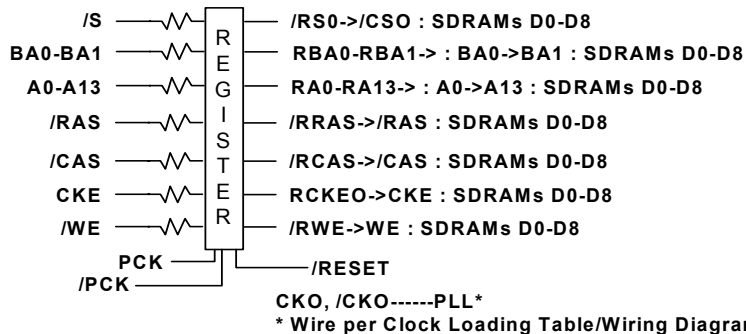 /S /RS0->/CSO : SDRAMs D0-D8
BA0-BA1 RBA0-RBA1-> : BA0->BA1 : SDRAMs D0-D8
A0-A13 RA0-RA13-> : A0->A13 : SDRAMs D0-D8
/RAS /RRAS->/RAS : SDRAMs D0-D8
/CAS /RCAS->/CAS : SDRAMs D0-D8
CKE RCKEO->CKE : SDRAMs D0-D8
/WE /RWE->WE : SDRAMs D0-D8
REGISTER
PCK
/PCK
/RESET
CKO, /CKO------PLL*
* Wire per Clock Loading Table/Wiring Diagram